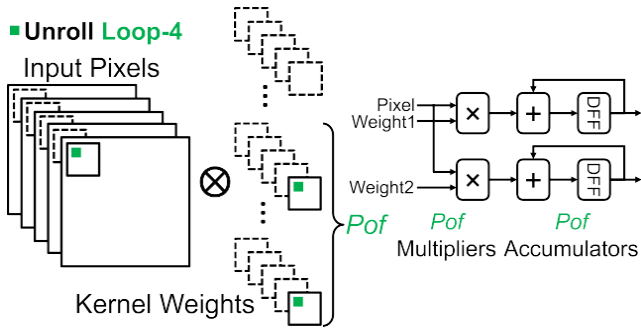 Unroll Loop-4
Input Pixels
Pixel
Weight1
× + DFF
Weight2
× + DFF
Pof
Pof
Pof
Multipliers
Accumulators
Kernel Weights